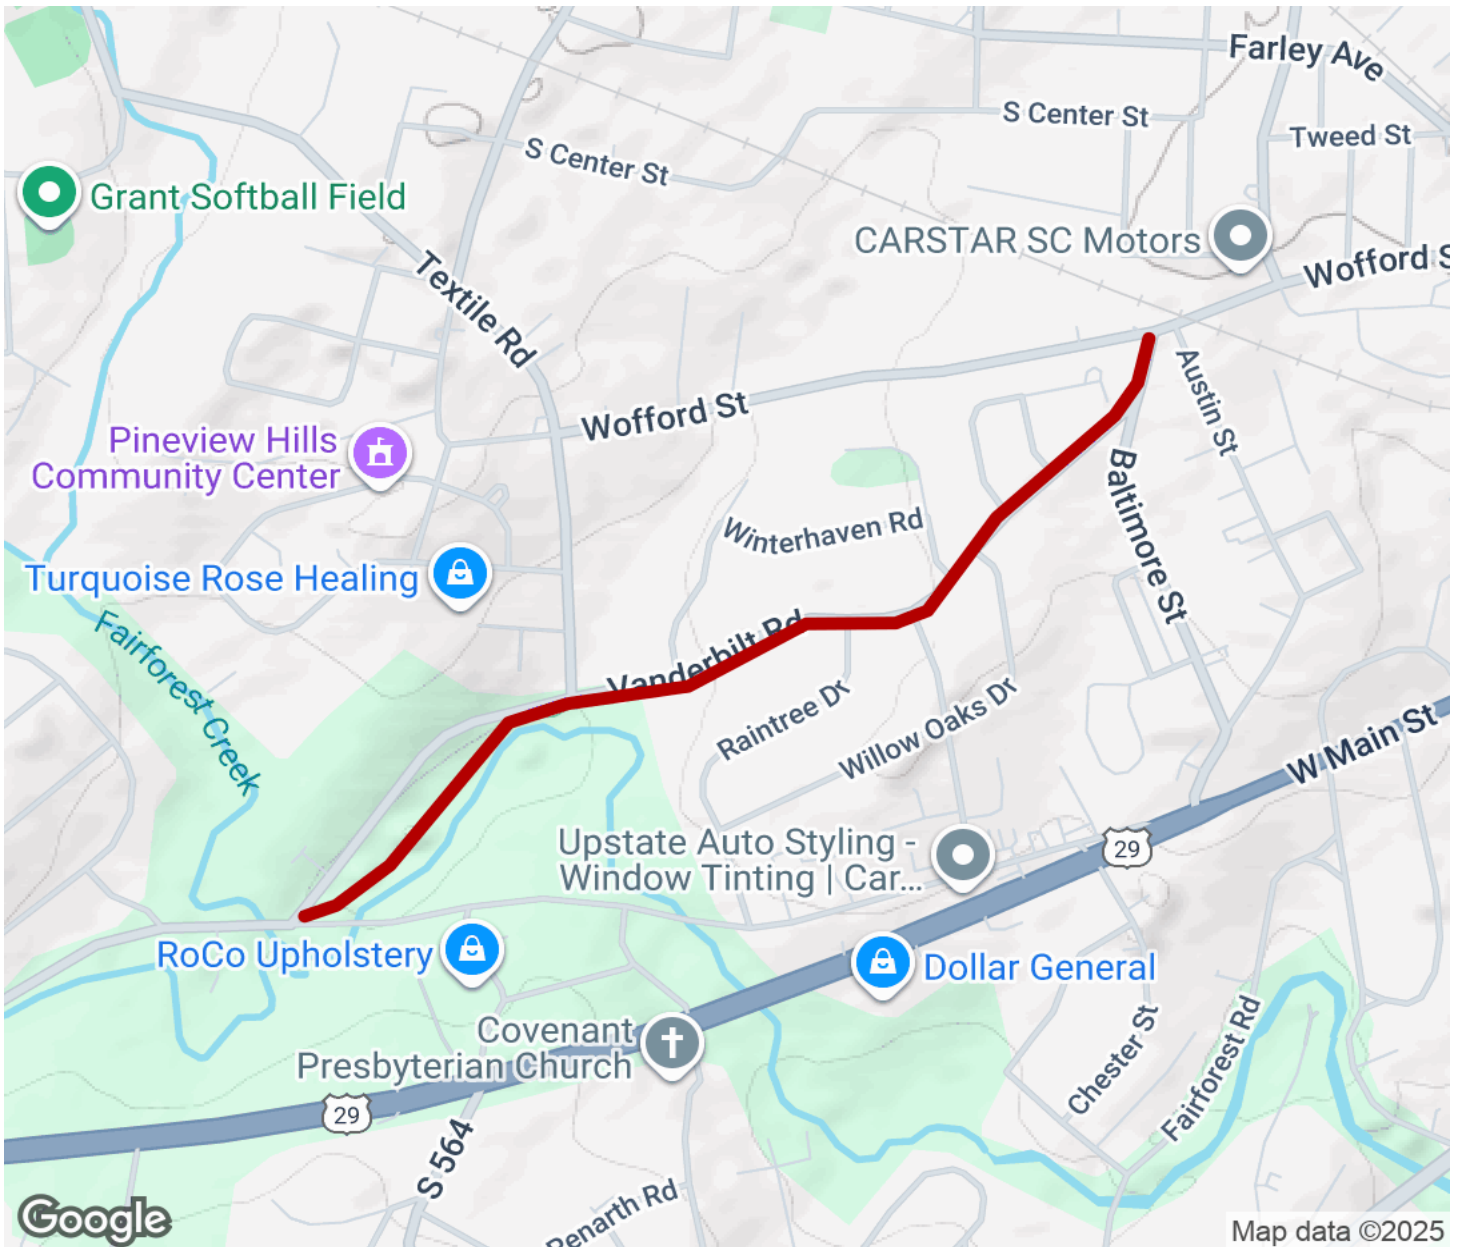 Farley Ave
S Center St
Tweed St
S Center St
Grant Softball Field
CARSTAR SC Motors
Wofford S
Textile Rd
Austin St
Wofford St
Pineview Hills
Community Center
Baltimore St
Winterhaven Rd
Turquoise Rose Healing
Fairforest Creek
Vanderbilt Rd
Raintree Dr
Willow Oaks Dr
W Main St
Upstate Auto Styling -
Window Tinting | Car...
29
RoCo Upholstery
Dollar General
Covenant
Presbyterian Church
Chester St
Fairforest Rd
29
S 564
Penarth Rd
Google
Map data ©2025